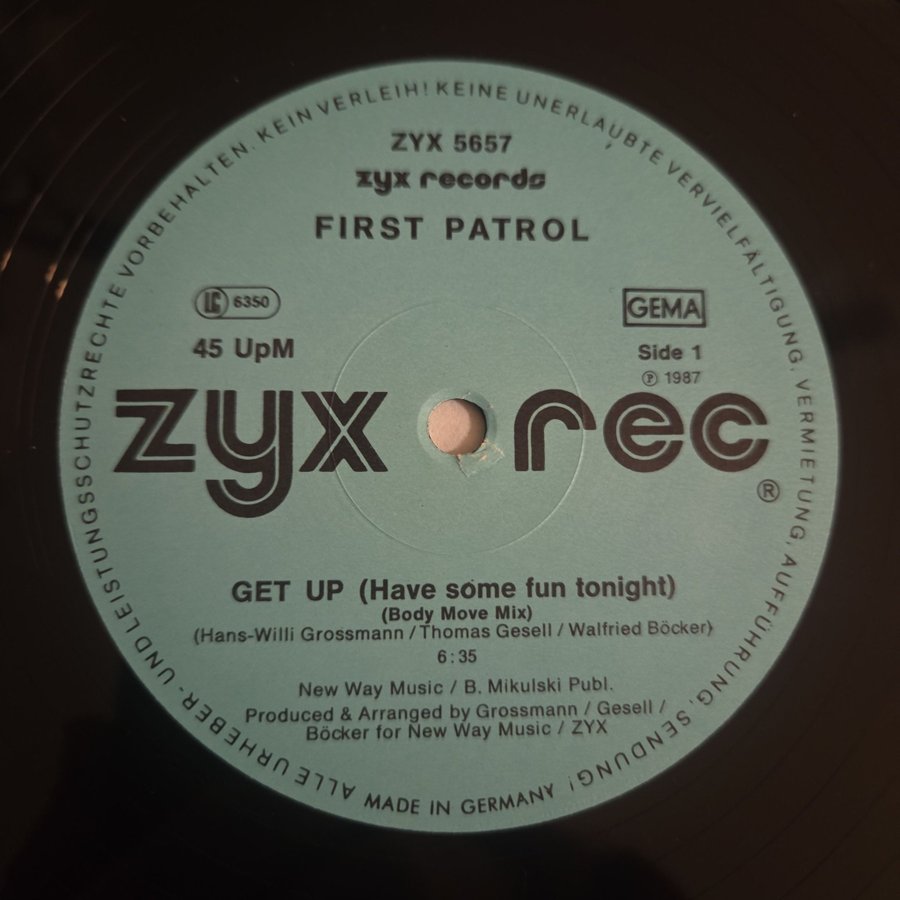 ALLE URHEBER- UND LEISTUNGSSCHUTZRECHTE VORBEHALTEN. KEIN VERLEIH! KEINE UNERLAUBTE VERVIELFÄLTIGUNG, VERMIETUNG, AUFFÜHRUNG, SENDUNG!
ZYX 5657
zyx records
FIRST PATROL
LC 6350
GEMA
45 UpM
Side 1
Ⓟ 1987
zyx rec
®
GET UP (Have some fun tonight)
(Body Move Mix)
(Hans-Willi Grossmann / Thomas Gesell / Walfried Böcker)
6:35
New Way Music / B. Mikulski Publ.
Produced & Arranged by Grossmann / Gesell /
Böcker for New Way Music / ZYX
MADE IN GERMANY